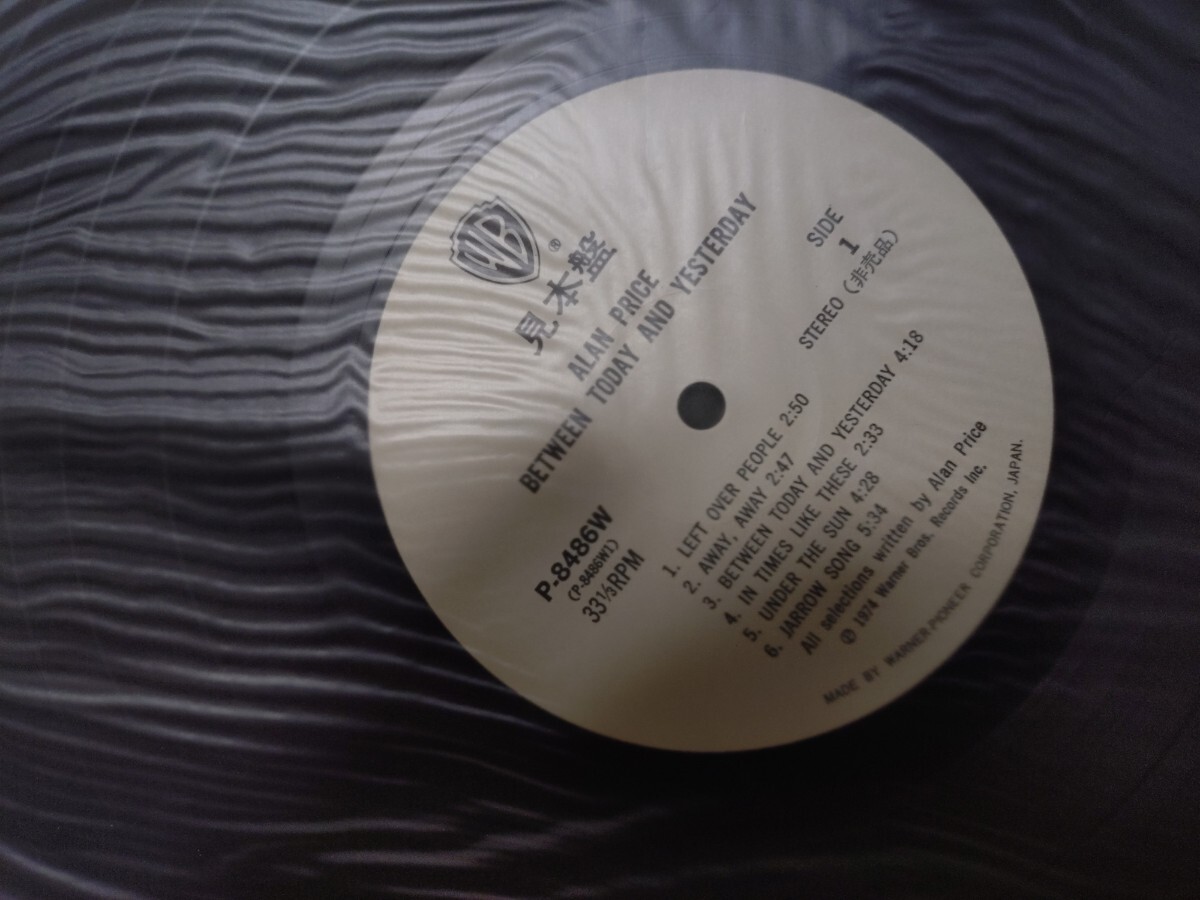 WB
®
見本盤
ALAN PRICE
BETWEEN TODAY AND YESTERDAY
P-8486W
(P-8486W1)
33⅓RPM
SIDE
1
STEREO (非売品)
1. LEFT OVER PEOPLE 2:50
2. AWAY, AWAY 2:47
3. BETWEEN TODAY AND YESTERDAY 4:18
4. IN TIMES LIKE THESE 2:33
5. UNDER THE SUN 4:28
6. JARROW SONG 5:34
All selections written by Alan Price
℗ 1974 Warner Bros. Records Inc.
MADE BY WARNER-PIONEER CORPORATION, JAPAN.